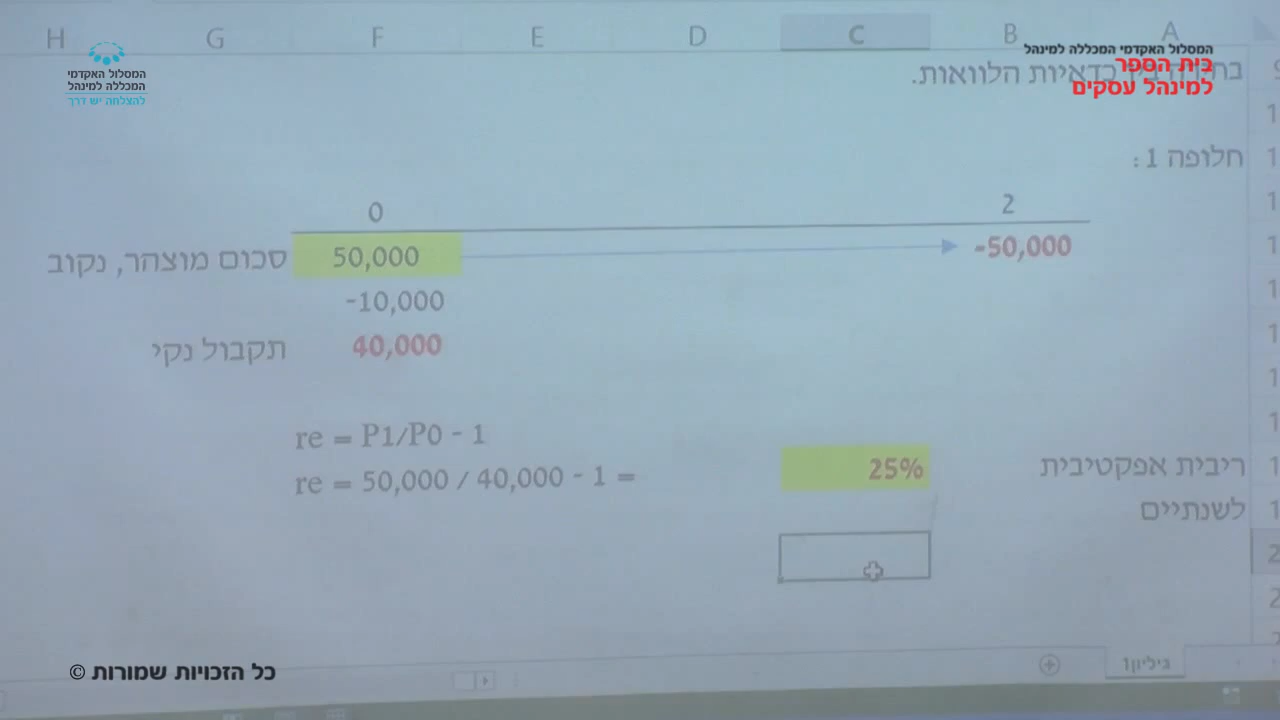 A B C D E F G H
המסלול האקדמי המכללה למינהל
בית הספר
למינהל עסקים
המסלול האקדמי
המכללה למינהל
להצלחה יש דרך
כדאיות הלוואות.
חלופה 1:
0 2
סכום מוצהר, נקוב 50,000 -50,000
-10,000
תקבול נקי 40,000
re = P1/P0 - 1
ריבית אפקטיבית 25% re = 50,000 / 40,000 - 1 =
לשנתיים
גיליון1
כל הזכויות שמורות ©